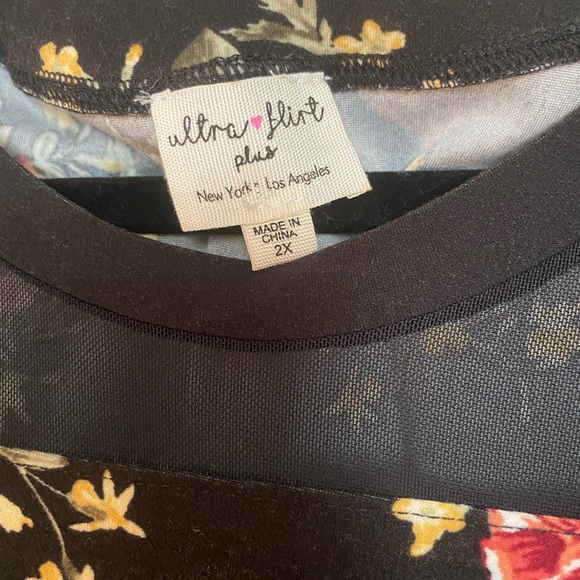 ultra flirt
plus
New York - Los Angeles
MADE IN
CHINA
2X